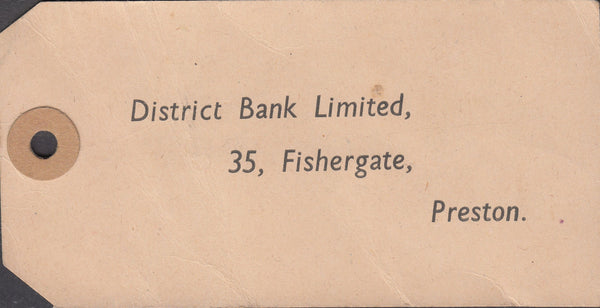 District Bank Limited,
35, Fishergate,
Preston.